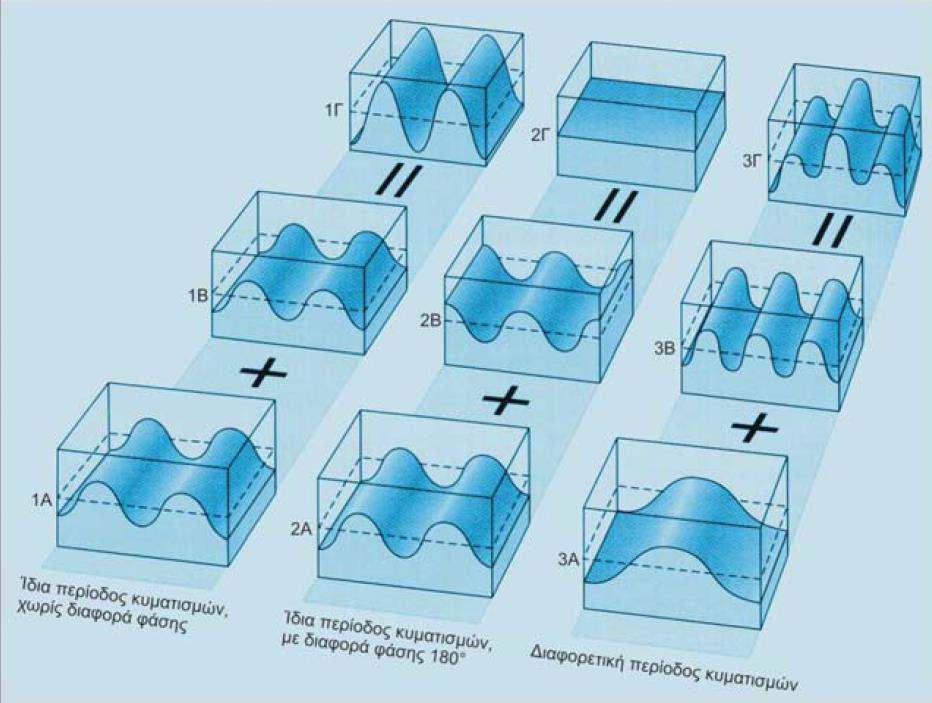 1Γ
2Γ
3Γ
=
=
=
1Β
2Β
3Β
+
+
+
1Α
2Α
3Α
Ίδια περίοδος κυματισμών,
χωρίς διαφορά φάσης
Ίδια περίοδος κυματισμών,
με διαφορά φάσης 180°
Διαφορετική περίοδος κυματισμών